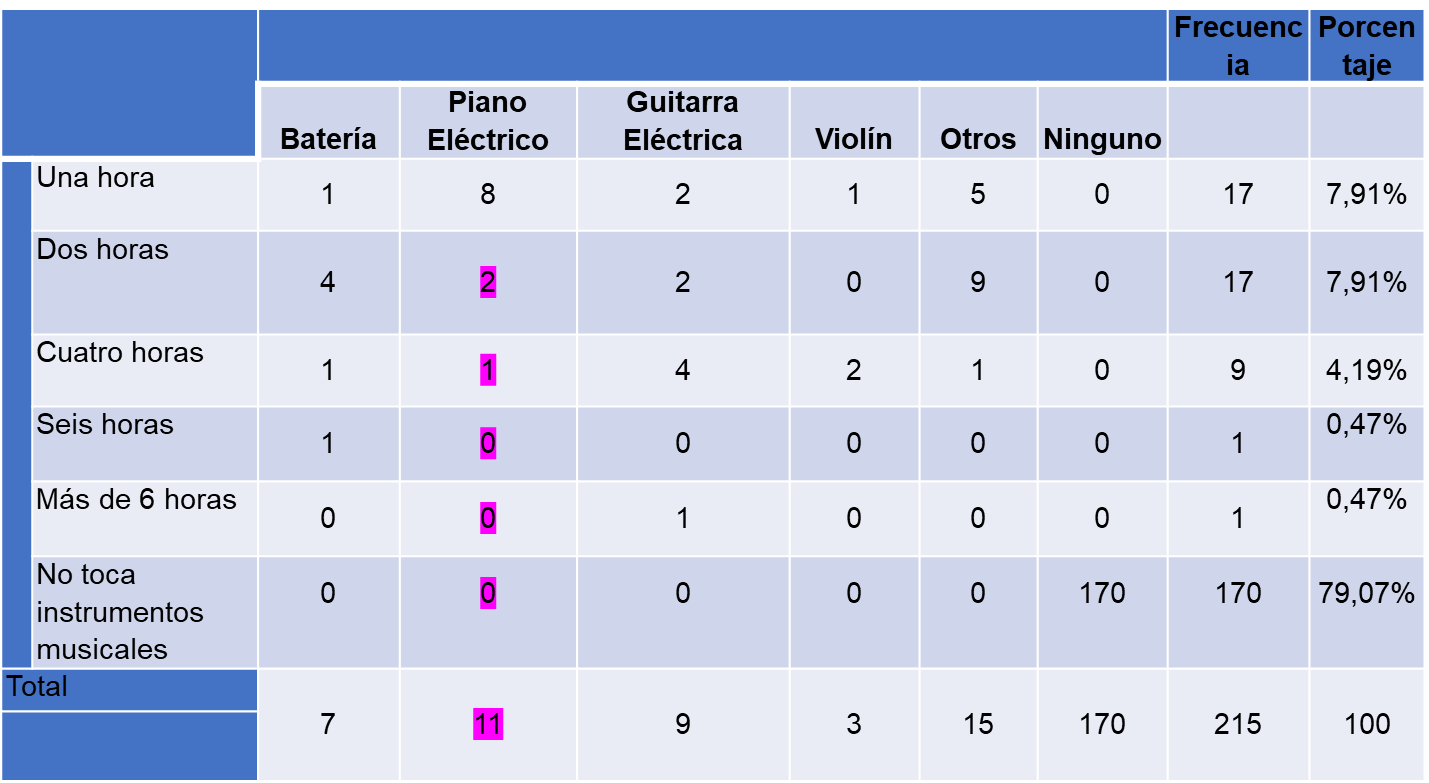 Frecuenc
ia
Porcen
taje
Batería
Piano
Eléctrico
Guitarra
Eléctrica
Violín
Otros
Ninguno
Una hora
1 8 2 1 5 0 17 7,91%
Dos horas
4 2 2 0 9 0 17 7,91%
Cuatro horas
1 1 4 2 1 0 9 4,19%
Seis horas
1 0 0 0 0 0 1 0,47%
Más de 6 horas
0 0 1 0 0 0 1 0,47%
No toca
instrumentos
musicales
0 0 0 0 0 170 170 79,07%
Total
7 11 9 3 15 170 215 100